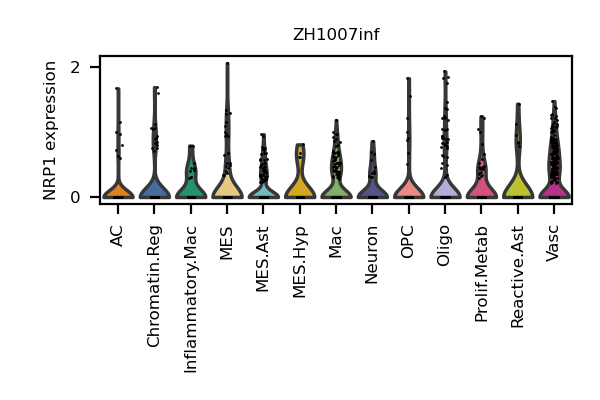 ZH1007inf
NRP1 expression
2
0
AC
Chromatin.Reg
Inflammatory.Mac
MES
MES.Ast
MES.Hyp
Mac
Neuron
OPC
Oligo
Prolif.Metab
Reactive.Ast
Vasc